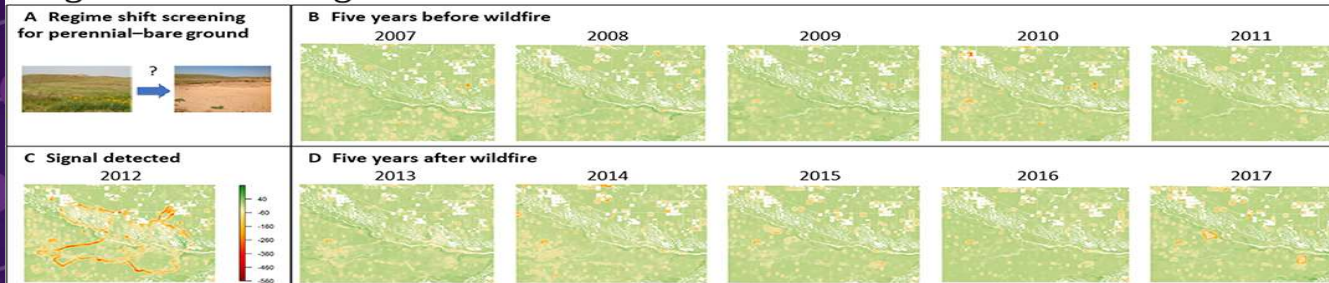 A Regime shift screening
for perennial–bare ground
?
B Five years before wildfire
2007 2008 2009 2010 2011
C Signal detected
2012
40
-60
-160
-260
-360
-460
-560
D Five years after wildfire
2013 2014 2015 2016 2017